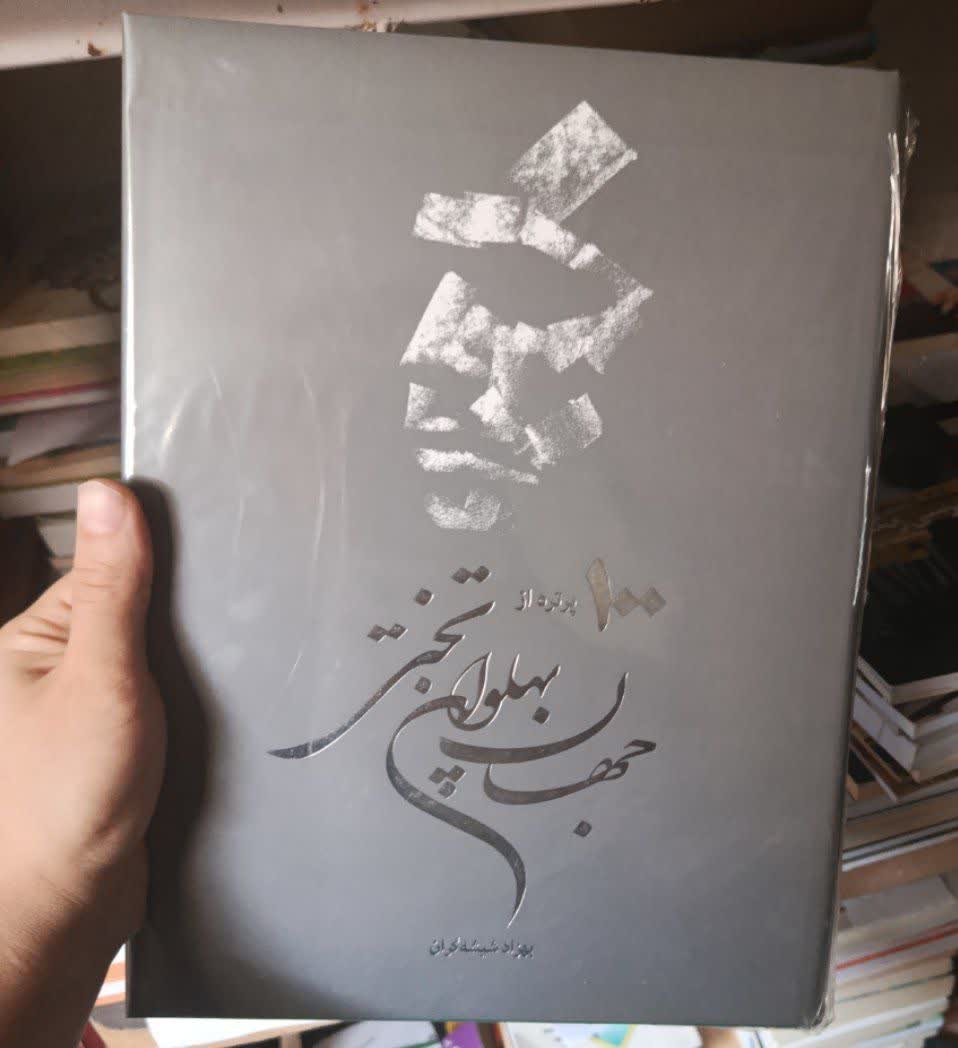 ۱۰۰ پرتره از
جهان پهلوان تختی
بهزاد شیشه‌گران